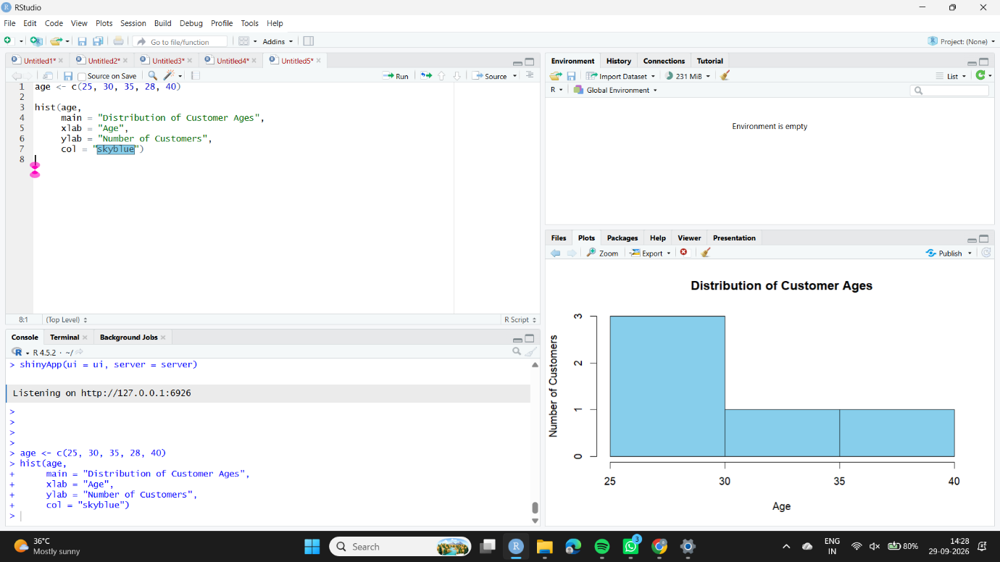 RStudio
File Edit Code View Plots Session Build Debug Profile Tools Help
Go to file/function Addins Project: (None)
Untitled1* Untitled2* Untitled3* Untitled4* Untitled5*
Source on Save Run Source
1 age <- c(25, 30, 35, 28, 40)
2
3 hist(age,
4 main = "Distribution of Customer Ages",
5 xlab = "Age",
6 ylab = "Number of Customers",
7 col = "skyblue")
8
8:1 (Top Level) R Script
Console Terminal Background Jobs
R 4.5.2 · ~/
> shinyApp(ui = ui, server = server)
Listening on http://127.0.0.1:6926
>
>
>
>
> age <- c(25, 30, 35, 28, 40)
> hist(age,
+ main = "Distribution of Customer Ages",
+ xlab = "Age",
+ ylab = "Number of Customers",
+ col = "skyblue")
>
Environment History Connections Tutorial
Import Dataset 231 MiB List
R Global Environment
Environment is empty
Files Plots Packages Help Viewer Presentation
Zoom Export Publish
Distribution of Customer Ages
Number of Customers
3
2
1
0
25 30 35 40
Age
36°C
Mostly sunny
Search
3
ENG
IN
80%
14:28
29-09-2026